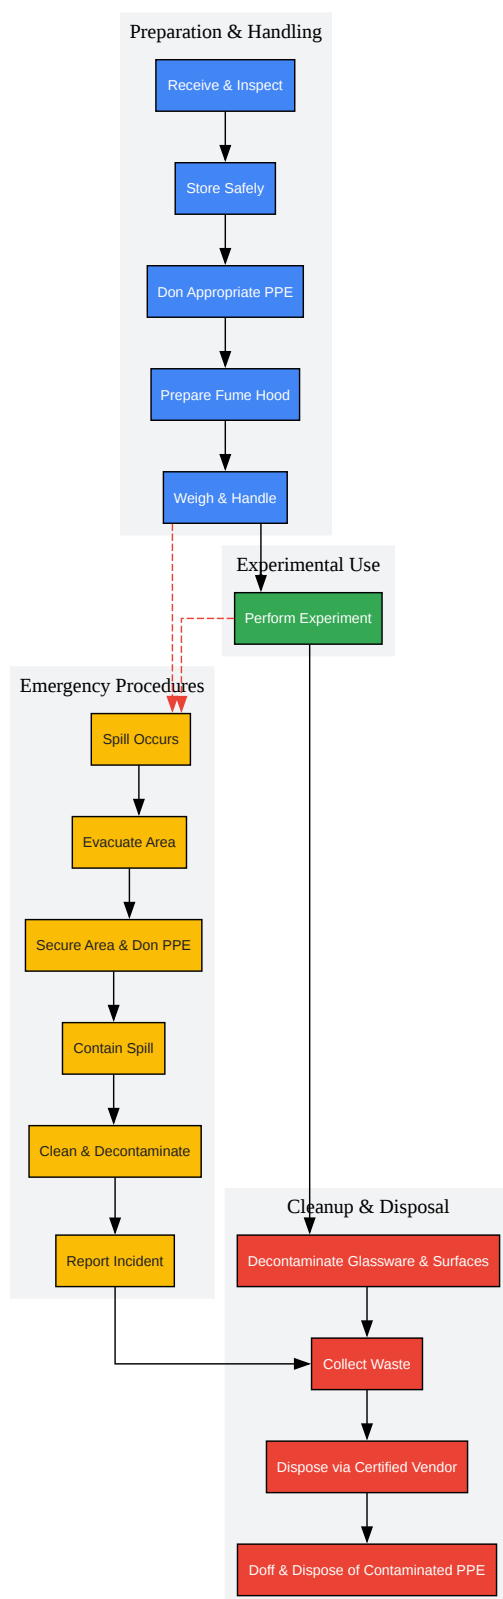 Preparation & Handling
Receive & Inspect
Store Safely
Don Appropriate PPE
Prepare Fume Hood
Weigh & Handle
Experimental Use
Perform Experiment
Emergency Procedures
Spill Occurs
Evacuate Area
Secure Area & Don PPE
Contain Spill
Clean & Decontaminate
Report Incident
Cleanup & Disposal
Decontaminate Glassware & Surfaces
Collect Waste
Dispose via Certified Vendor
Doff & Dispose of Contaminated PPE